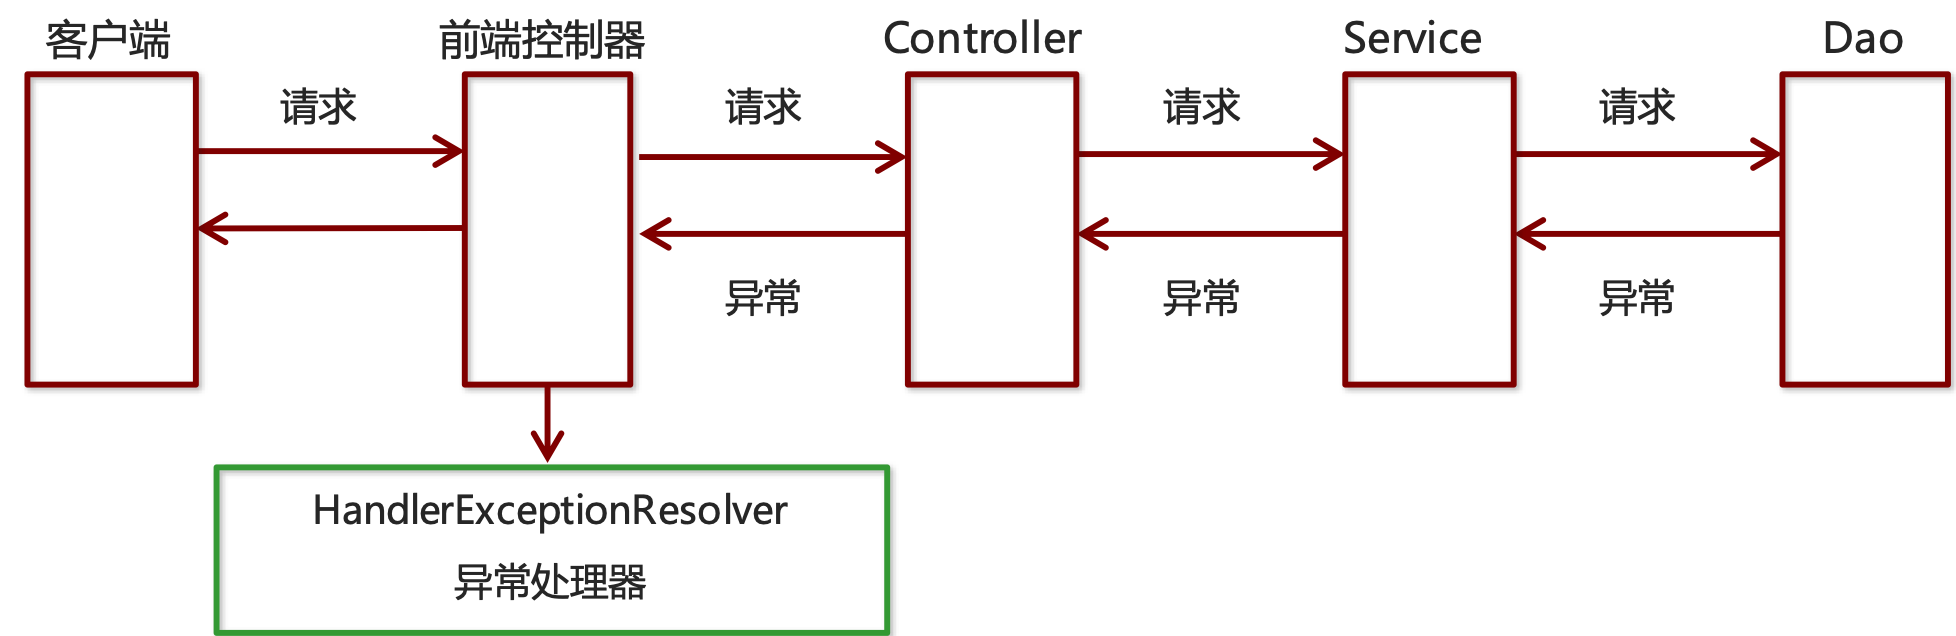 客户端
前端控制器
Controller
Service
Dao
请求
请求
请求
请求
异常
异常
异常
HandlerExceptionResolver
异常处理器